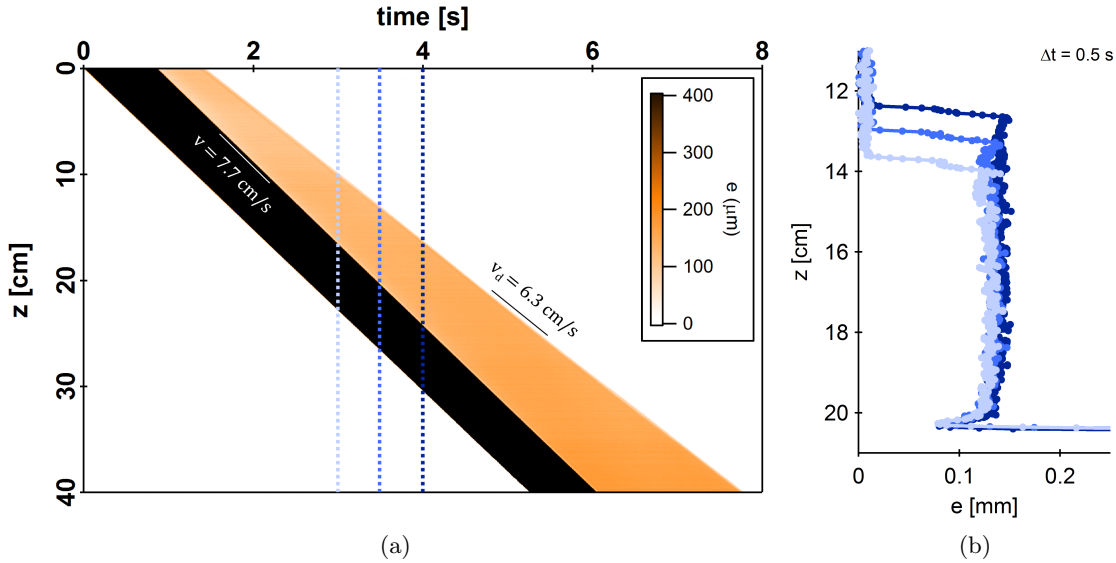 time [s]
0 2 4 6 8
0
10
20
30
40
z [cm]
v = 7.7 cm/s
v_d = 6.3 cm/s
400
300
200
100
0
e (μm)
(a)
Δt = 0.5 s
12
14
16
18
20
z [cm]
0 0.1 0.2
e [mm]
(b)